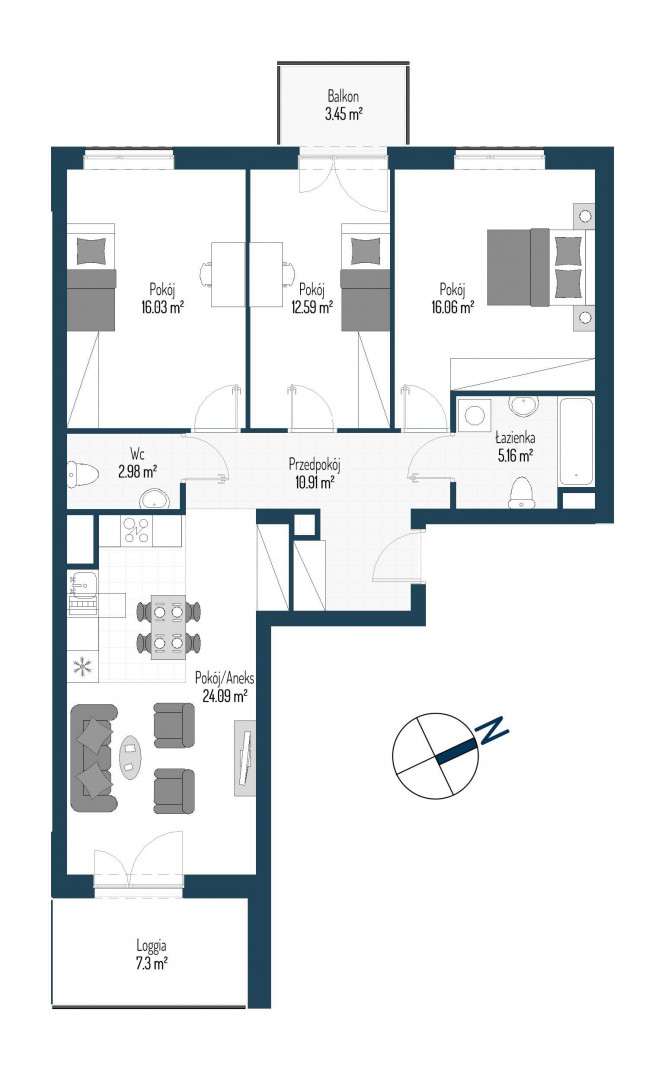 Balkon
3.45 m²
Pokój
16.03 m²
Pokój
12.59 m²
Pokój
16.06 m²
Wc
2.98 m²
Przedpokój
10.91 m²
Łazienka
5.16 m²
Pokój/Aneks
24.09 m²
N
Loggia
7.3 m²